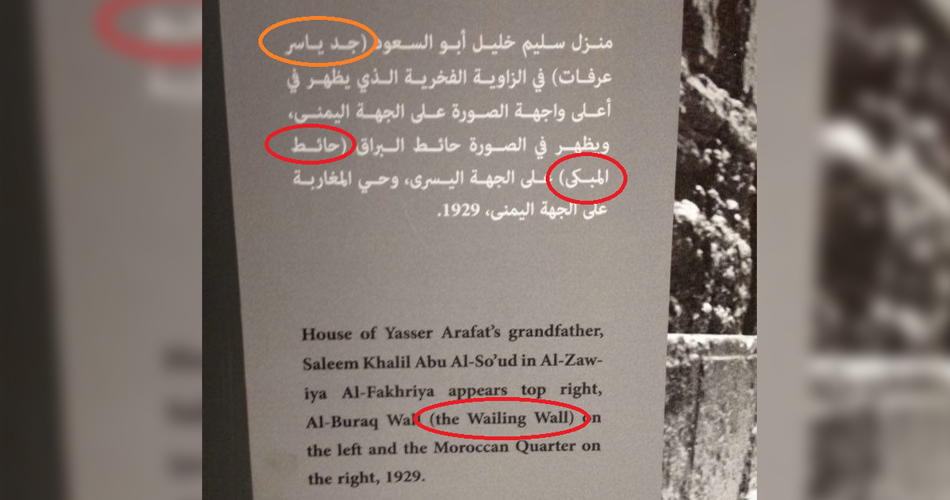 منزل سليم خليل أبو السعود (جد ياسر
عرفات) في الزاوية الفخرية الذي يظهر في
أعلى واجهة الصورة على الجهة اليمنى،
ويظهر في الصورة حائط البراق (حائط
المبكى) على الجهة اليسرى، وحي المغاربة
على الجهة اليمنى، 1929.
House of Yasser Arafat's grandfather,
Saleem Khalil Abu Al-So'ud in Al-Zaw-
iya Al-Fakhriya appears top right,
Al-Buraq Wall (the Wailing Wall) on
the left and the Moroccan Quarter on
the right, 1929.